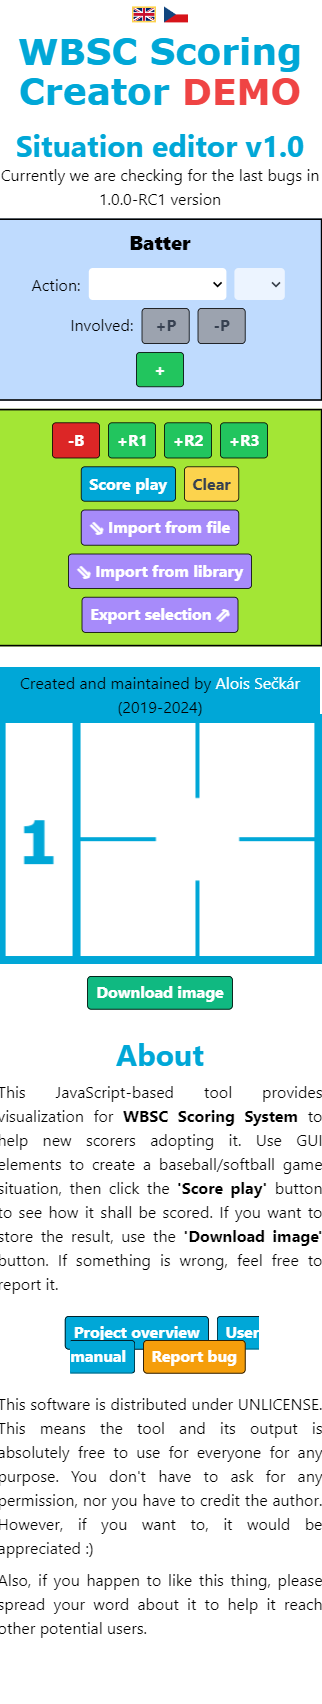 WBSC Scoring
Creator DEMO
Situation editor v1.0
Currently we are checking for the last bugs in
1.0.0-RC1 version
Batter
Action:
Involved: +P -P
+
-B +R1 +R2 +R3
Score play Clear
⇘ Import from file
⇘ Import from library
Export selection ⇗
Created and maintained by Alois Sečkár
(2019-2024)
1
Download image
About
This JavaScript-based tool provides
visualization for WBSC Scoring System to
help new scorers adopting it. Use GUI
elements to create a baseball/softball game
situation, then click the 'Score play' button
to see how it shall be scored. If you want to
store the result, use the 'Download image'
button. If something is wrong, feel free to
report it.
Project overview User
manual Report bug
This software is distributed under UNLICENSE.
This means the tool and its output is
absolutely free to use for everyone for any
purpose. You don't have to ask for any
permission, nor you have to credit the author.
However, if you want to, it would be
appreciated :)
Also, if you happen to like this thing, please
spread your word about it to help it reach
other potential users.